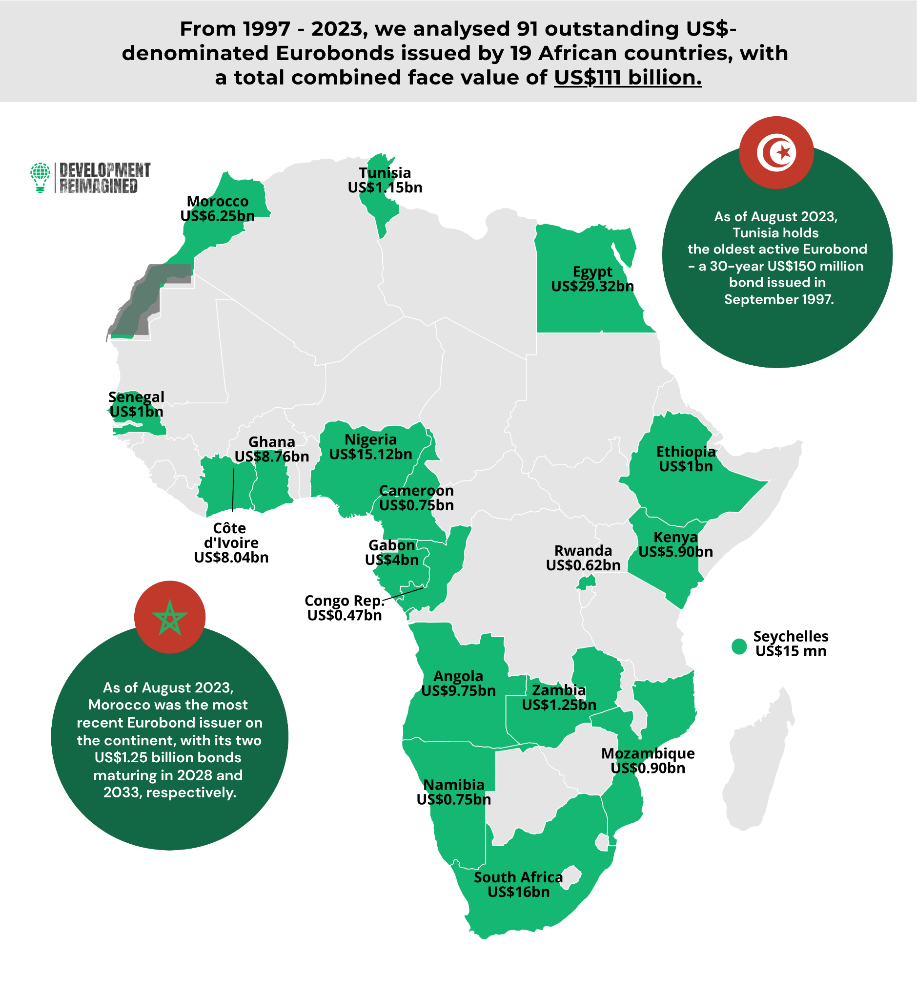 From 1997 - 2023, we analysed 91 outstanding US$-
denominated Eurobonds issued by 19 African countries, with
a total combined face value of US$111 billion.
DEVELOPMENT
REIMAGINED
Tunisia
US$1.15bn
Morocco
US$6.25bn
Egypt
US$29.32bn
As of August 2023,
Tunisia holds
the oldest active Eurobond
– a 30-year US$150 million
bond issued in
September 1997.
Senegal
US$1bn
Ghana
US$8.76bn
Nigeria
US$15.12bn
Ethiopia
US$1bn
Cameroon
US$0.75bn
Côte
d'Ivoire
US$8.04bn
Gabon
US$4bn
Rwanda
US$0.62bn
Kenya
US$5.90bn
Congo Rep.
US$0.47bn
Seychelles
US$15 mn
Angola
US$9.75bn
Zambia
US$1.25bn
As of August 2023,
Morocco was the most
recent Eurobond issuer on
the continent, with its two
US$1.25 billion bonds
maturing in 2028 and
2033, respectively.
Mozambique
US$0.90bn
Namibia
US$0.75bn
South Africa
US$16bn